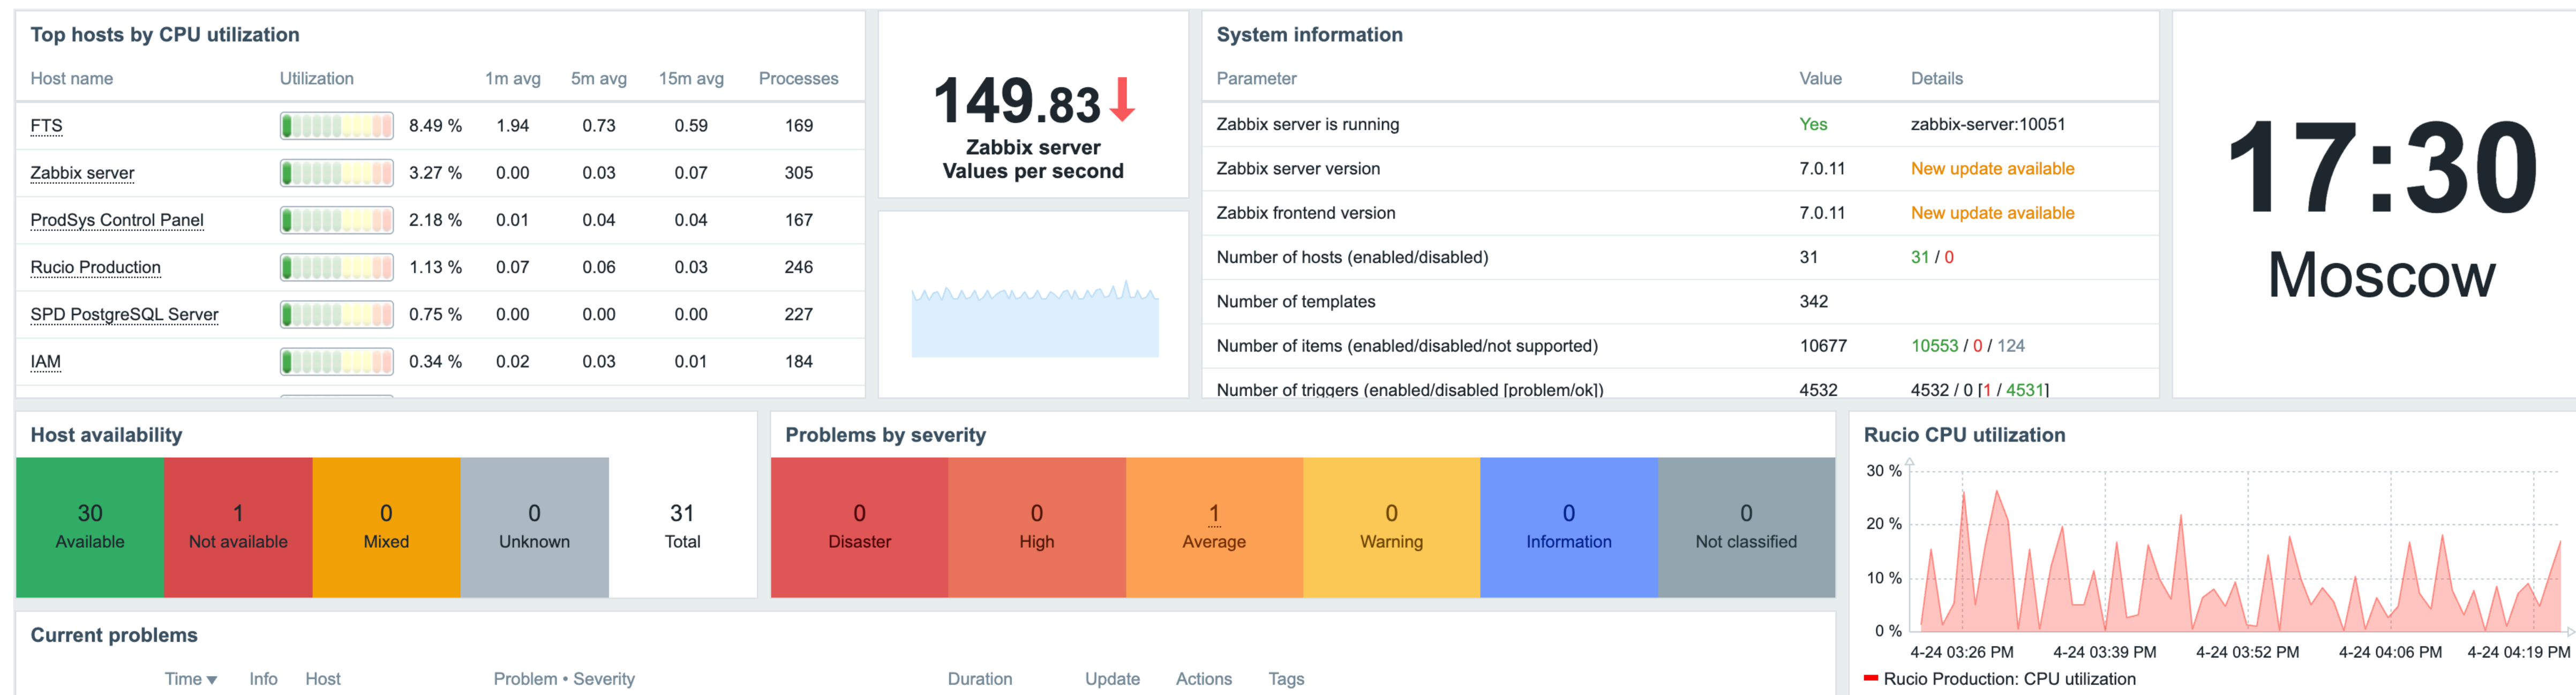 Top hosts by CPU utilization
Host name Utilization 1m avg 5m avg 15m avg Processes
FTS 8.49 % 1.94 0.73 0.59 169
Zabbix server 3.27 % 0.00 0.03 0.07 305
ProdSys Control Panel 2.18 % 0.01 0.04 0.04 167
Rucio Production 1.13 % 0.07 0.06 0.03 246
SPD PostgreSQL Server 0.75 % 0.00 0.00 0.00 227
IAM 0.34 % 0.02 0.03 0.01 184
149.83
Zabbix server
Values per second
System information
Parameter Value Details
Zabbix server is running Yes zabbix-server:10051
Zabbix server version 7.0.11 New update available
Zabbix frontend version 7.0.11 New update available
Number of hosts (enabled/disabled) 31 31 / 0
Number of templates 342
Number of items (enabled/disabled/not supported) 10677 10553 / 0 / 124
Number of triggers (enabled/disabled [problem/ok]) 4532 4532 / 0 [1 / 4531]
17:30
Moscow
Host availability
30 1 0 0 31
Available Not available Mixed Unknown Total
Problems by severity
0 0 1 0 0 0
Disaster High Average Warning Information Not classified
Rucio CPU utilization
30 %
20 %
10 %
0 %
4-24 03:26 PM 4-24 03:39 PM 4-24 03:52 PM 4-24 04:06 PM 4-24 04:19 PM
Rucio Production: CPU utilization
Current problems
Time Info Host Problem • Severity Duration Update Actions Tags